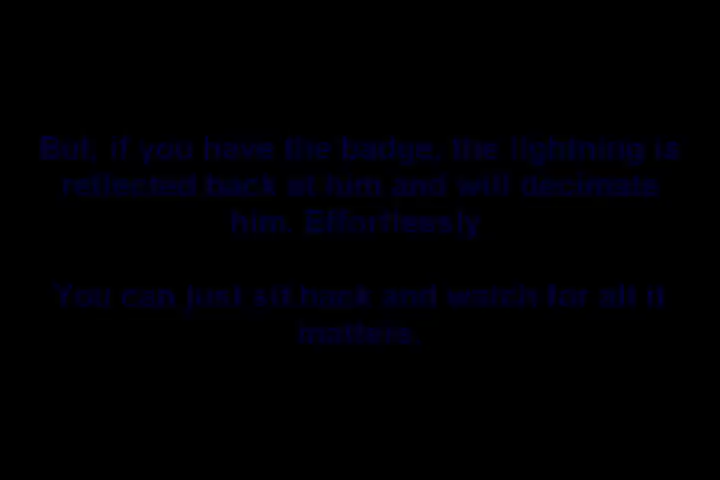 But, if you have the badge, the lightning is
reflected back at him and will decimate
him. Effortlessly
You can just sit back and watch for all it
matters.